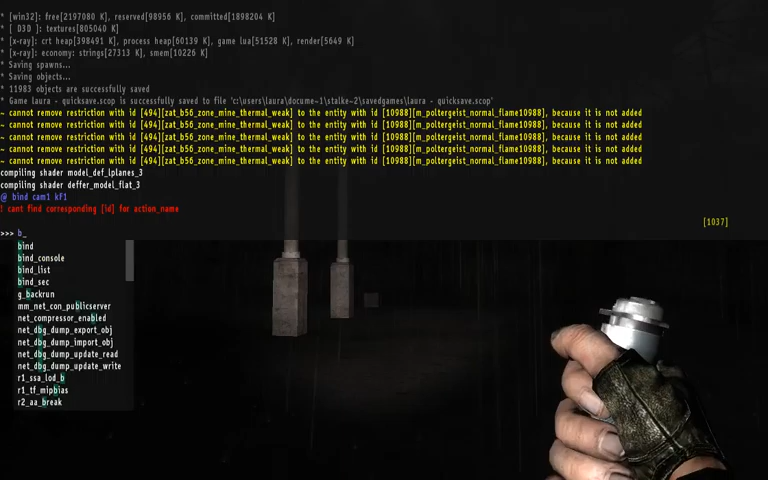 * [win32]: free[2197080 K], reserved[98956 K], committed[1898204 K]
* [ D3D ]: textures[805040 K]
* [x-ray]: crt heap[398491 K], process heap[60139 K], game lua[51528 K], render[5649 K]
* [x-ray]: economy: strings[27313 K], smem[10226 K]
* Saving spawns...
* Saving objects...
* 11983 objects are successfully saved
* Game laura - quicksave.scop is successfully saved to file 'c:\users\laura\docume~1\stalke~2\savedgames\laura - quicksave.scop'
~ cannot remove restriction with id [494][zat_b56_zone_mine_thermal_weak] to the entity with id [10988][m_poltergeist_normal_flame10988], because it is not added
~ cannot remove restriction with id [494][zat_b56_zone_mine_thermal_weak] to the entity with id [10988][m_poltergeist_normal_flame10988], because it is not added
~ cannot remove restriction with id [494][zat_b56_zone_mine_thermal_weak] to the entity with id [10988][m_poltergeist_normal_flame10988], because it is not added
~ cannot remove restriction with id [494][zat_b56_zone_mine_thermal_weak] to the entity with id [10988][m_poltergeist_normal_flame10988], because it is not added
~ cannot remove restriction with id [494][zat_b56_zone_mine_thermal_weak] to the entity with id [10988][m_poltergeist_normal_flame10988], because it is not added
compiling shader model_def_lplanes_3
compiling shader deffer_model_flat_3
@ bind cam1 kF1
! cant find corresponding [id] for action_name
[1037]
>>> b_
bind
bind_console
bind_list
bind_sec
g_backrun
mm_net_con_publicserver
net_compressor_enabled
net_dbg_dump_export_obj
net_dbg_dump_import_obj
net_dbg_dump_update_read
net_dbg_dump_update_write
r1_ssa_lod_b
r1_tf_mipbias
r2_aa_break